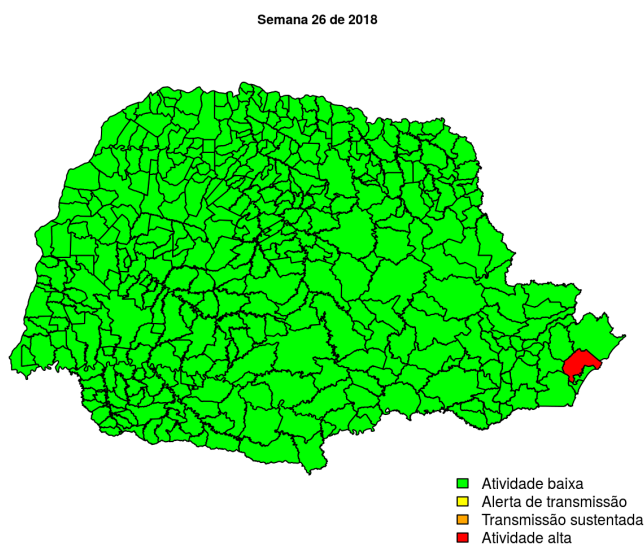 Semana 26 de 2018
Atividade baixa
Alerta de transmissão
Transmissão sustentada
Atividade alta